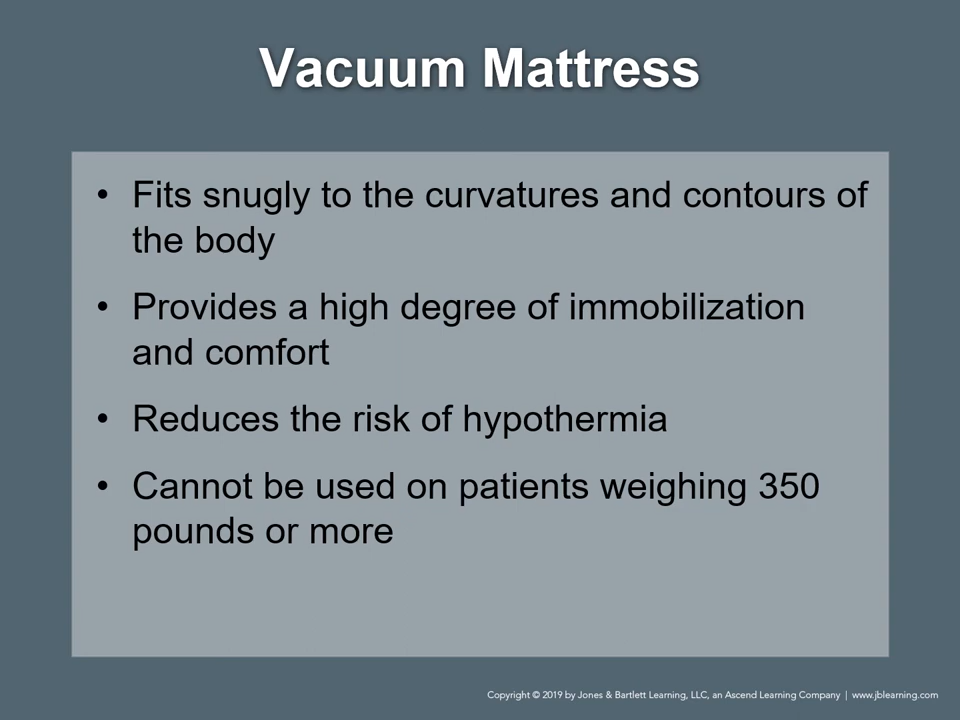 Vacuum Mattress
• Fits snugly to the curvatures and contours of
the body
• Provides a high degree of immobilization
and comfort
• Reduces the risk of hypothermia
• Cannot be used on patients weighing 350
pounds or more
Copyright © 2019 by Jones & Bartlett Learning, LLC, an Ascend Learning Company | www.jblearning.com